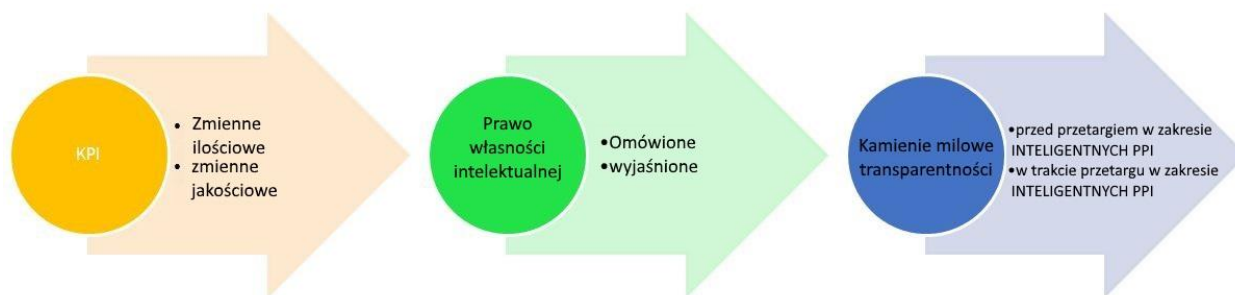 KPI
• Zmienne
ilościowe
• zmienne
jakościowe
Prawo
własności
intelektualnej
•Omówione
•wyjaśnione
Kamienie milowe
transparentności
•przed przetargiem w zakresie
INTELIGENTNYCH PPI
•w trakcie przetargu w zakresie
INTELIGENTNYCH PPI